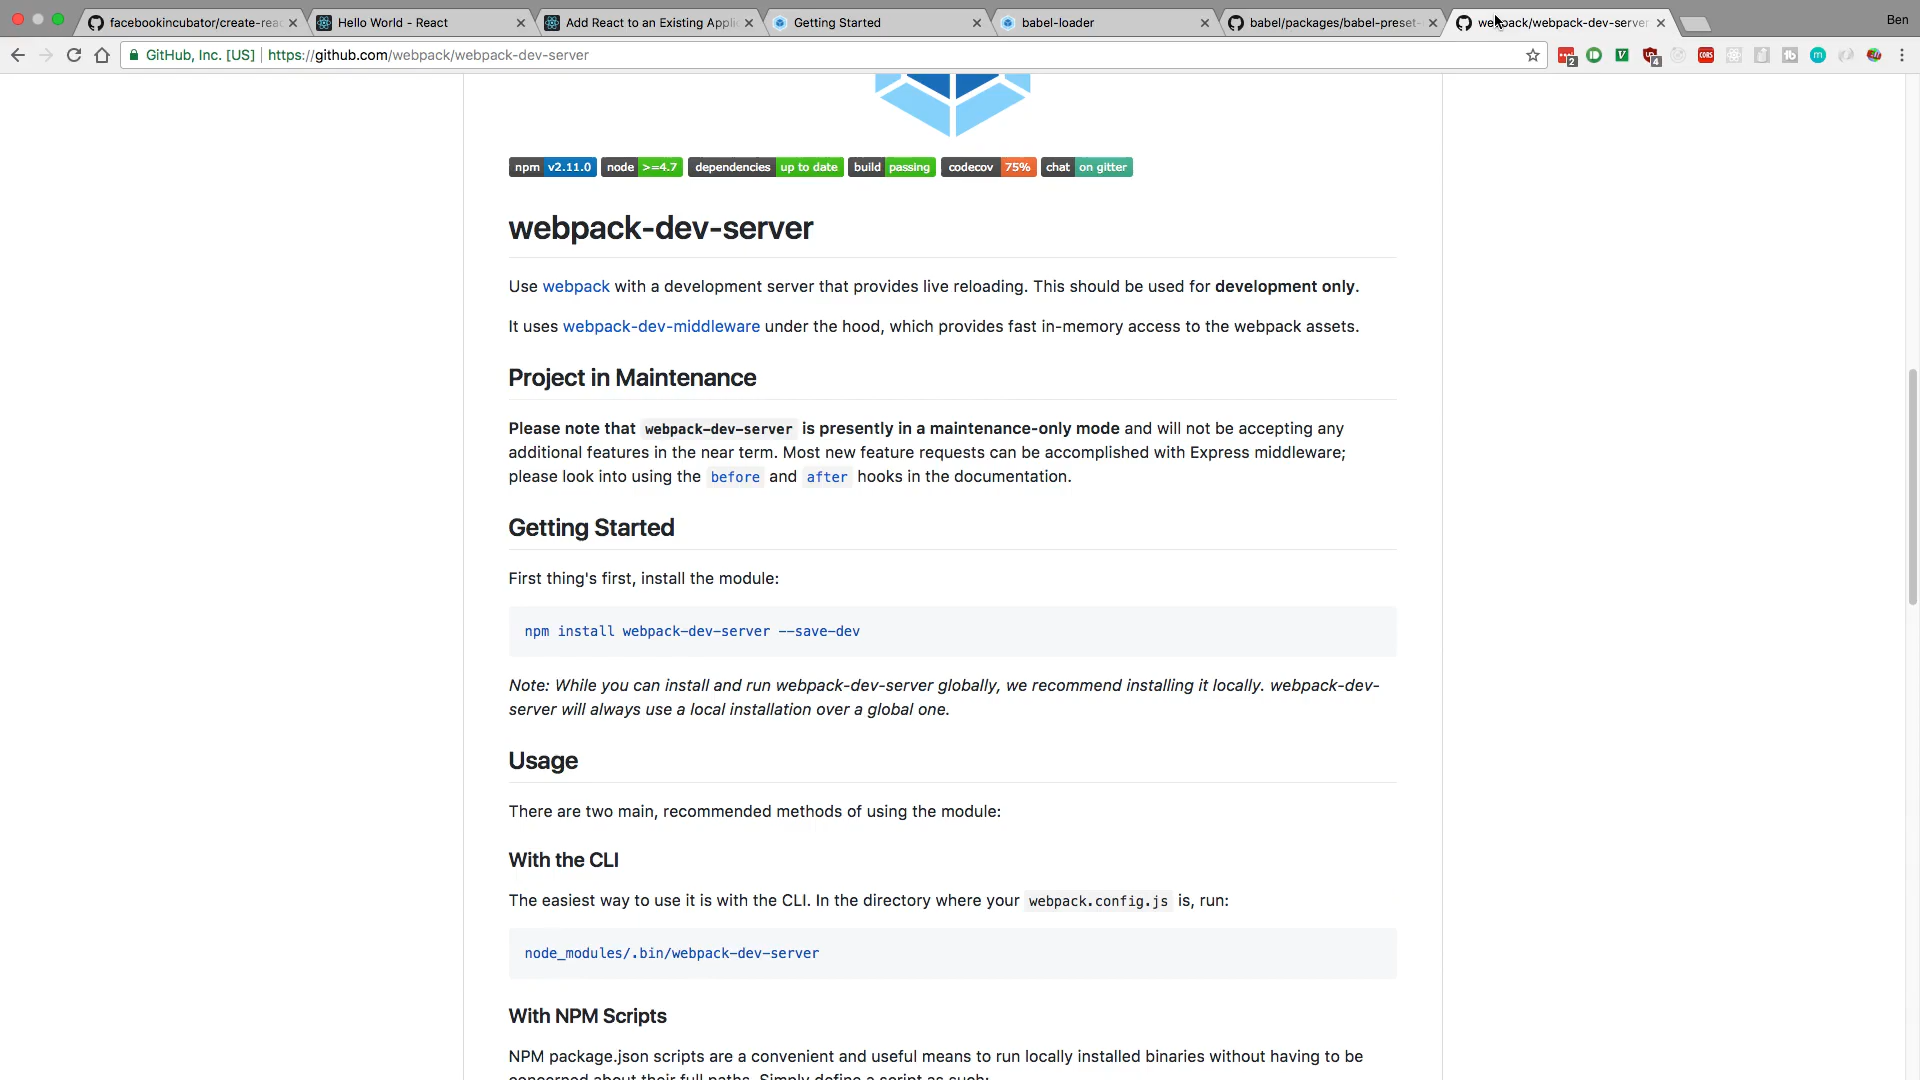 facebookincubator/create-reac
Hello World - React
Add React to an Existing Applic
Getting Started
babel-loader
babel/packages/babel-preset-
webpack/webpack-dev-server
Ben
GitHub, Inc. [US] | https://github.com/webpack/webpack-dev-server
npm v2.11.0 node >=4.7 dependencies up to date build passing codecov 75% chat on gitter
webpack-dev-server
Use webpack with a development server that provides live reloading. This should be used for development only.
It uses webpack-dev-middleware under the hood, which provides fast in-memory access to the webpack assets.
Project in Maintenance
Please note that webpack-dev-server is presently in a maintenance-only mode and will not be accepting any
additional features in the near term. Most new feature requests can be accomplished with Express middleware;
please look into using the before and after hooks in the documentation.
Getting Started
First thing's first, install the module:
npm install webpack-dev-server --save-dev
Note: While you can install and run webpack-dev-server globally, we recommend installing it locally. webpack-dev-
server will always use a local installation over a global one.
Usage
There are two main, recommended methods of using the module:
With the CLI
The easiest way to use it is with the CLI. In the directory where your webpack.config.js is, run:
node_modules/.bin/webpack-dev-server
With NPM Scripts
NPM package.json scripts are a convenient and useful means to run locally installed binaries without having to be
concerned about their full paths. Simply define a script as such: